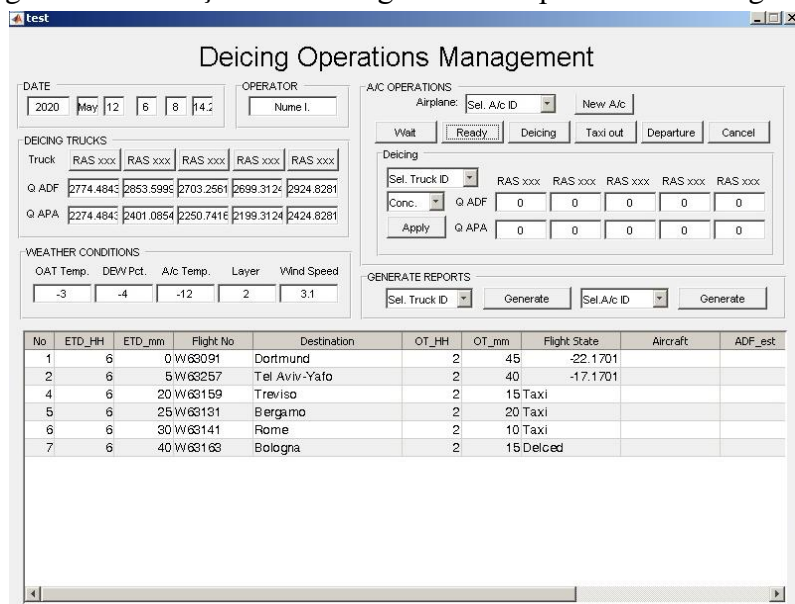 test
Deicing Operations Management
DATE
2020 May 12 6 8 14.2
OPERATOR
Nume I.
DEICING TRUCKS
Truck RAS xxx RAS xxx RAS xxx RAS xxx RAS xxx
Q ADF 2774.4843 2853.5999 2703.2561 2699.3124 2924.8281
Q APA 2274.4843 2401.0854 2250.7416 2199.3124 2424.8281
WEATHER CONDITIONS
OAT Temp. DEW Pct. A/c Temp. Layer Wind Speed
-3 -4 -12 2 3.1
A/C OPERATIONS
Airplane: Sel. A/c ID New A/c
Wait Ready Deicing Taxi out Departure Cancel
Deicing
Sel. Truck ID RAS xxx RAS xxx RAS xxx RAS xxx RAS xxx
Conc. Q ADF 0 0 0 0 0
Apply Q APA 0 0 0 0 0
GENERATE REPORTS
Sel. Truck ID Generate Sel.A/c ID Generate
No ETD_HH ETD_mm Flight No Destination OT_HH OT_mm Flight State Aircraft ADF_est
1 6 0 W63091 Dortmund 2 45 -22.1701
2 6 5 W63257 Tel Aviv-Yafo 2 40 -17.1701
4 6 20 W63159 Treviso 2 15 Taxi
5 6 25 W63131 Bergamo 2 20 Taxi
6 6 30 W63141 Rome 2 10 Taxi
7 6 40 W63163 Bologna 2 15 Deiced